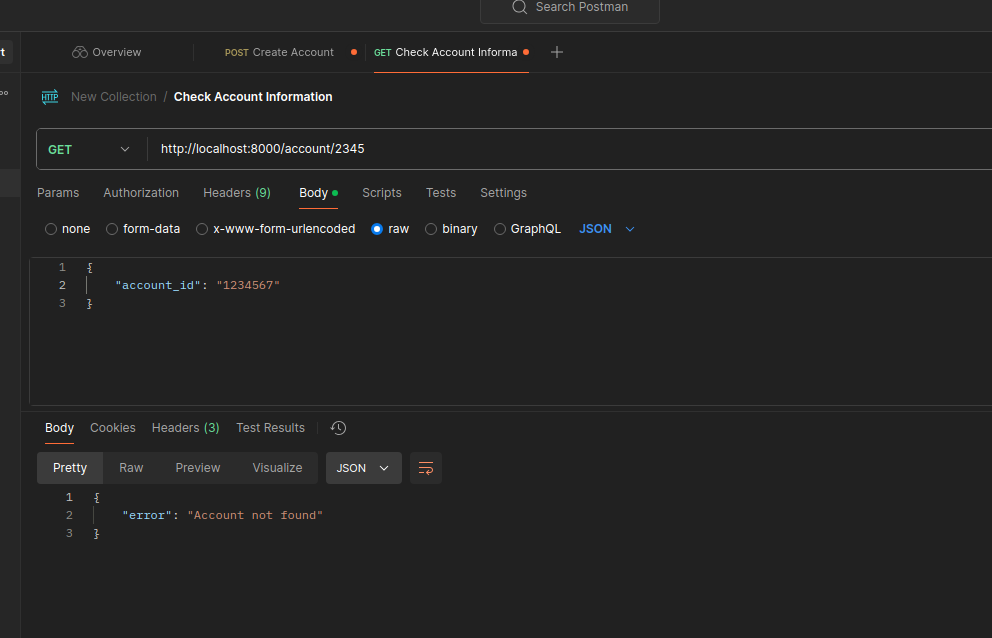 Search Postman
t
Overview
POST Create Account
GET Check Account Informa
HTTP New Collection / Check Account Information
GET http://localhost:8000/account/2345
Params Authorization Headers (9) Body Scripts Tests Settings
none form-data x-www-form-urlencoded raw binary GraphQL JSON
1 {
2 "account_id": "1234567"
3 }
Body Cookies Headers (3) Test Results
Pretty Raw Preview Visualize JSON
1 {
2 "error": "Account not found"
3 }